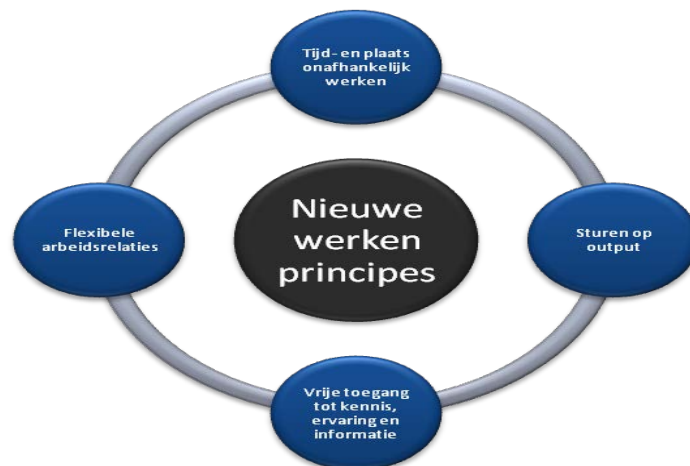 Tijd- en plaats
onafhankelijk
werken
Nieuwe
werken
principes
Flexibele
arbeidsrelaties
Sturen op
output
Vrije toegang
tot kennis,
ervaring en
informatie